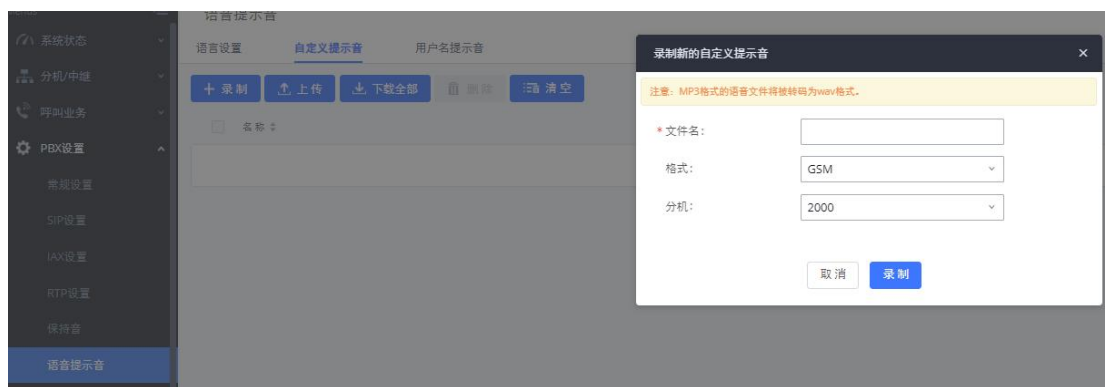 语音提示音
系统状态
分机/中继
呼叫业务
PBX设置
常规设置
SIP设置
IAX设置
RTP设置
保持音
语音提示音
语言设置
自定义提示音
用户名提示音
+ 录制
上传
下载全部
删除
清空
名称
录制新的自定义提示音
×
注意: MP3格式的语音文件将被转码为wav格式。
* 文件名:
格式:
GSM
分机:
2000
取消
录制